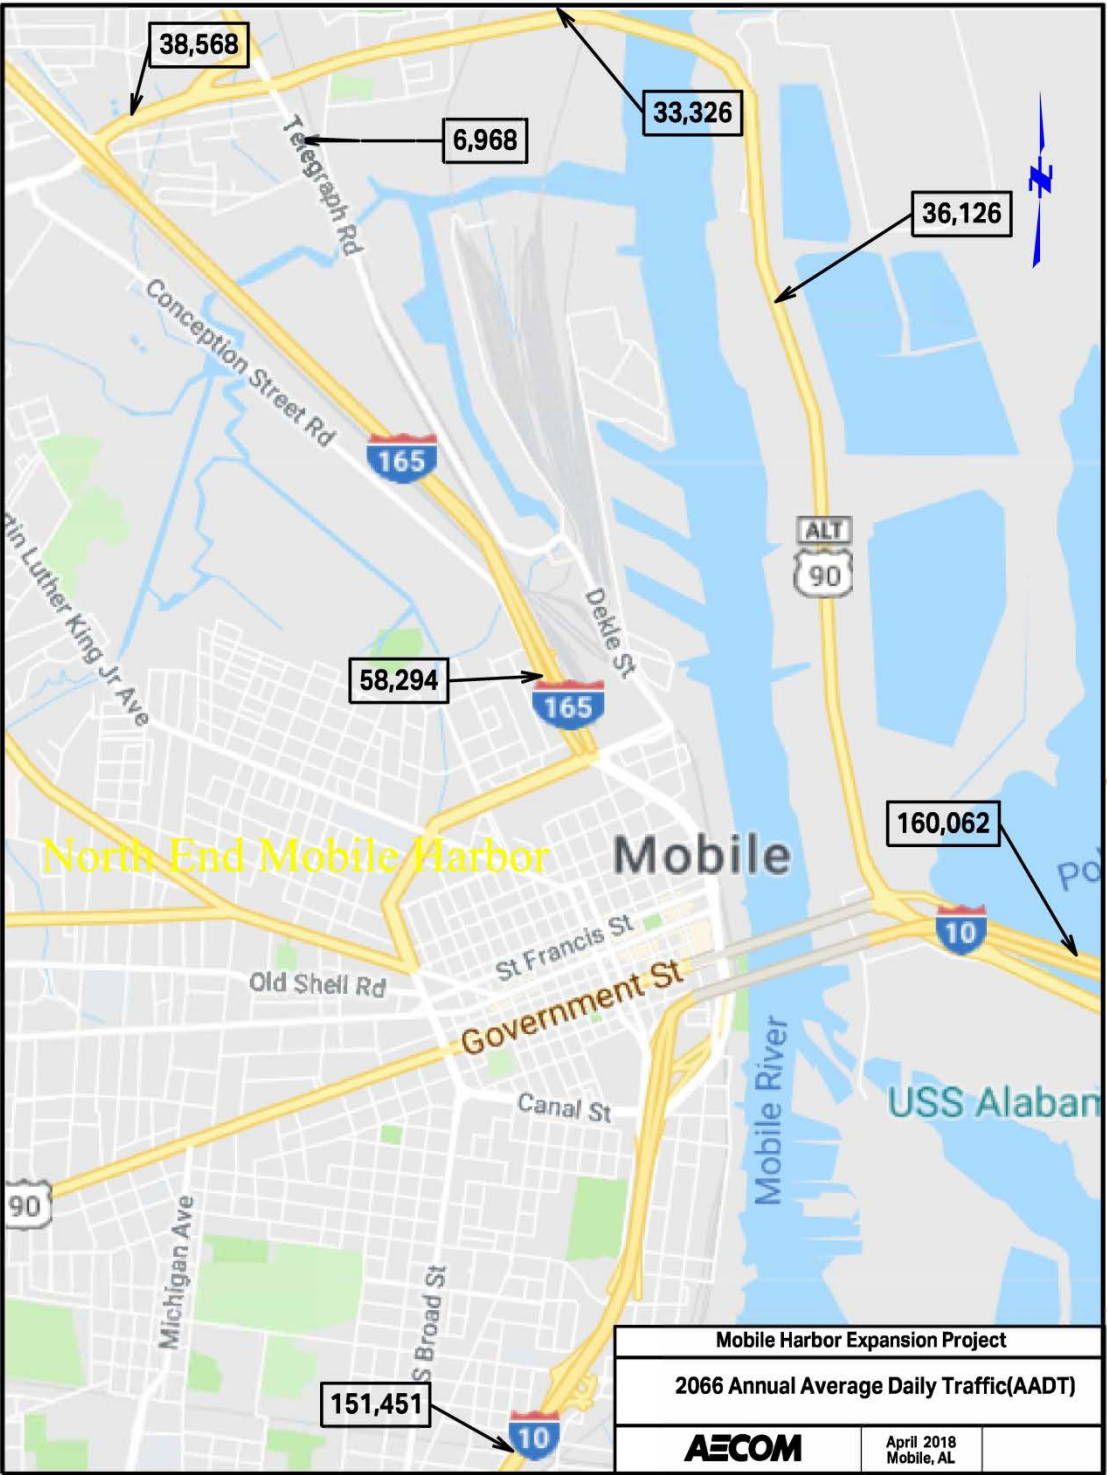 38,568
33,326
6,968
Telegraph Rd
36,126
Conception Street Rd
165
ALT
90
tin Luther King Jr Ave
Dekle St
58,294
165
160,062
North End Mobile Harbor
Mobile
Po
10
St Francis St
Old Shell Rd
Government St
Mobile River
USS Alabam
Canal St
90
Michigan Ave
S Broad St
151,451
10
Mobile Harbor Expansion Project
2066 Annual Average Daily Traffic(AADT)
AECOM
April 2018
Mobile, AL